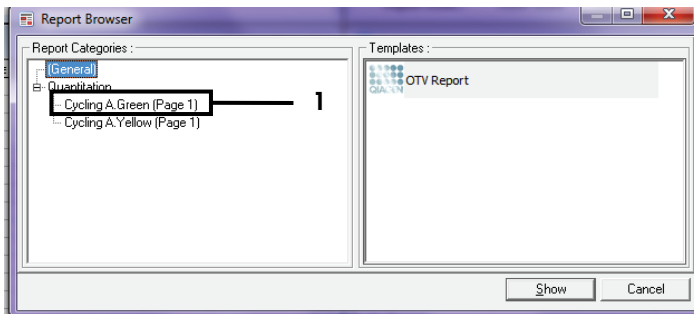 Report Browser
Report Categories :
(General)
Quantitation
Cycling A.Green (Page 1)
Cycling A.Yellow (Page 1)
1
Templates :
QIAGEN
OTV Report
Show
Cancel